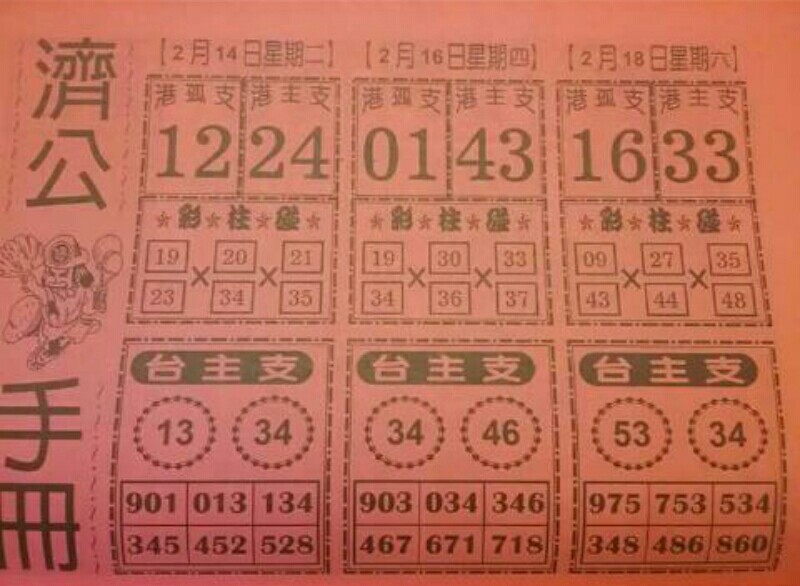 濟公手冊
【2月14日星期二】
港孤支 港主支
12 24
彩柱碰
19 20 21
× ×
23 34 35
台主支
13 34
901 013 134
345 452 528
【2月16日星期四】
港孤支 港主支
01 43
彩柱碰
19 30 33
× ×
34 36 37
台主支
34 46
903 034 346
467 671 718
【2月18日星期六】
港孤支 港主支
16 33
彩柱碰
09 27 35
× ×
43 44 48
台主支
53 34
975 753 534
348 486 860